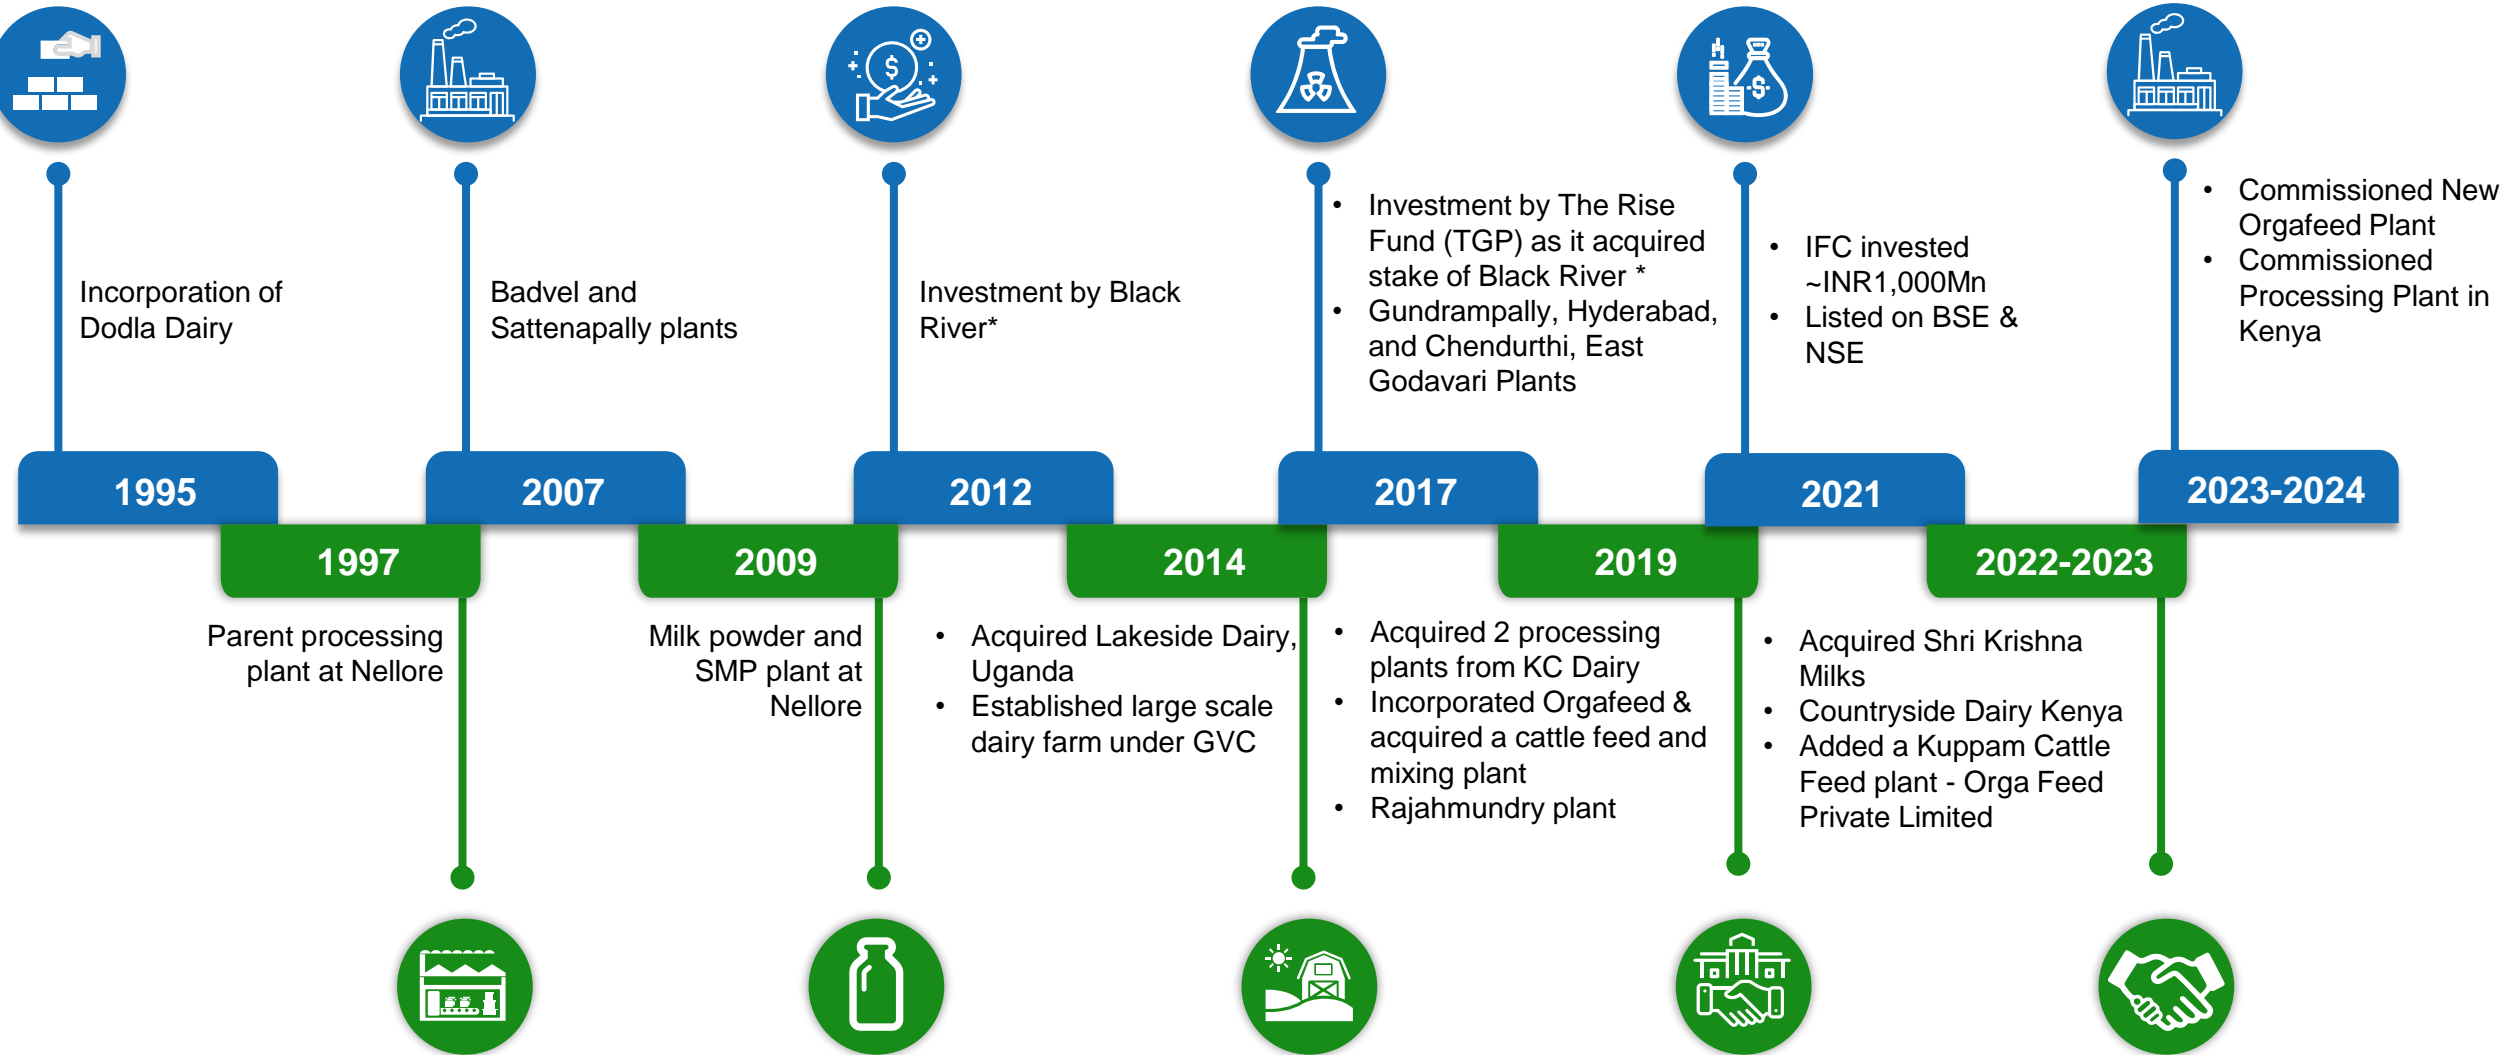 Incorporation of
Dodla Dairy
Badvel and
Sattenapally plants
Investment by Black
River*
• Investment by The Rise
Fund (TGP) as it acquired
stake of Black River *
• Gundrampally, Hyderabad,
and Chendurthi, East
Godavari Plants
• IFC invested
~INR1,000Mn
• Listed on BSE &
NSE
• Commissioned New
Orgafeed Plant
• Commissioned
Processing Plant in
Kenya
1995
2007
2012
2017
2021
2023-2024
1997
2009
2014
2019
2022-2023
Parent processing
plant at Nellore
Milk powder and
SMP plant at
Nellore
• Acquired Lakeside Dairy,
Uganda
• Established large scale
dairy farm under GVC
• Acquired 2 processing
plants from KC Dairy
• Incorporated Orgafeed &
acquired a cattle feed and
mixing plant
• Rajahmundry plant
• Acquired Shri Krishna
Milks
• Countryside Dairy Kenya
• Added a Kuppam Cattle
Feed plant - Orga Feed
Private Limited